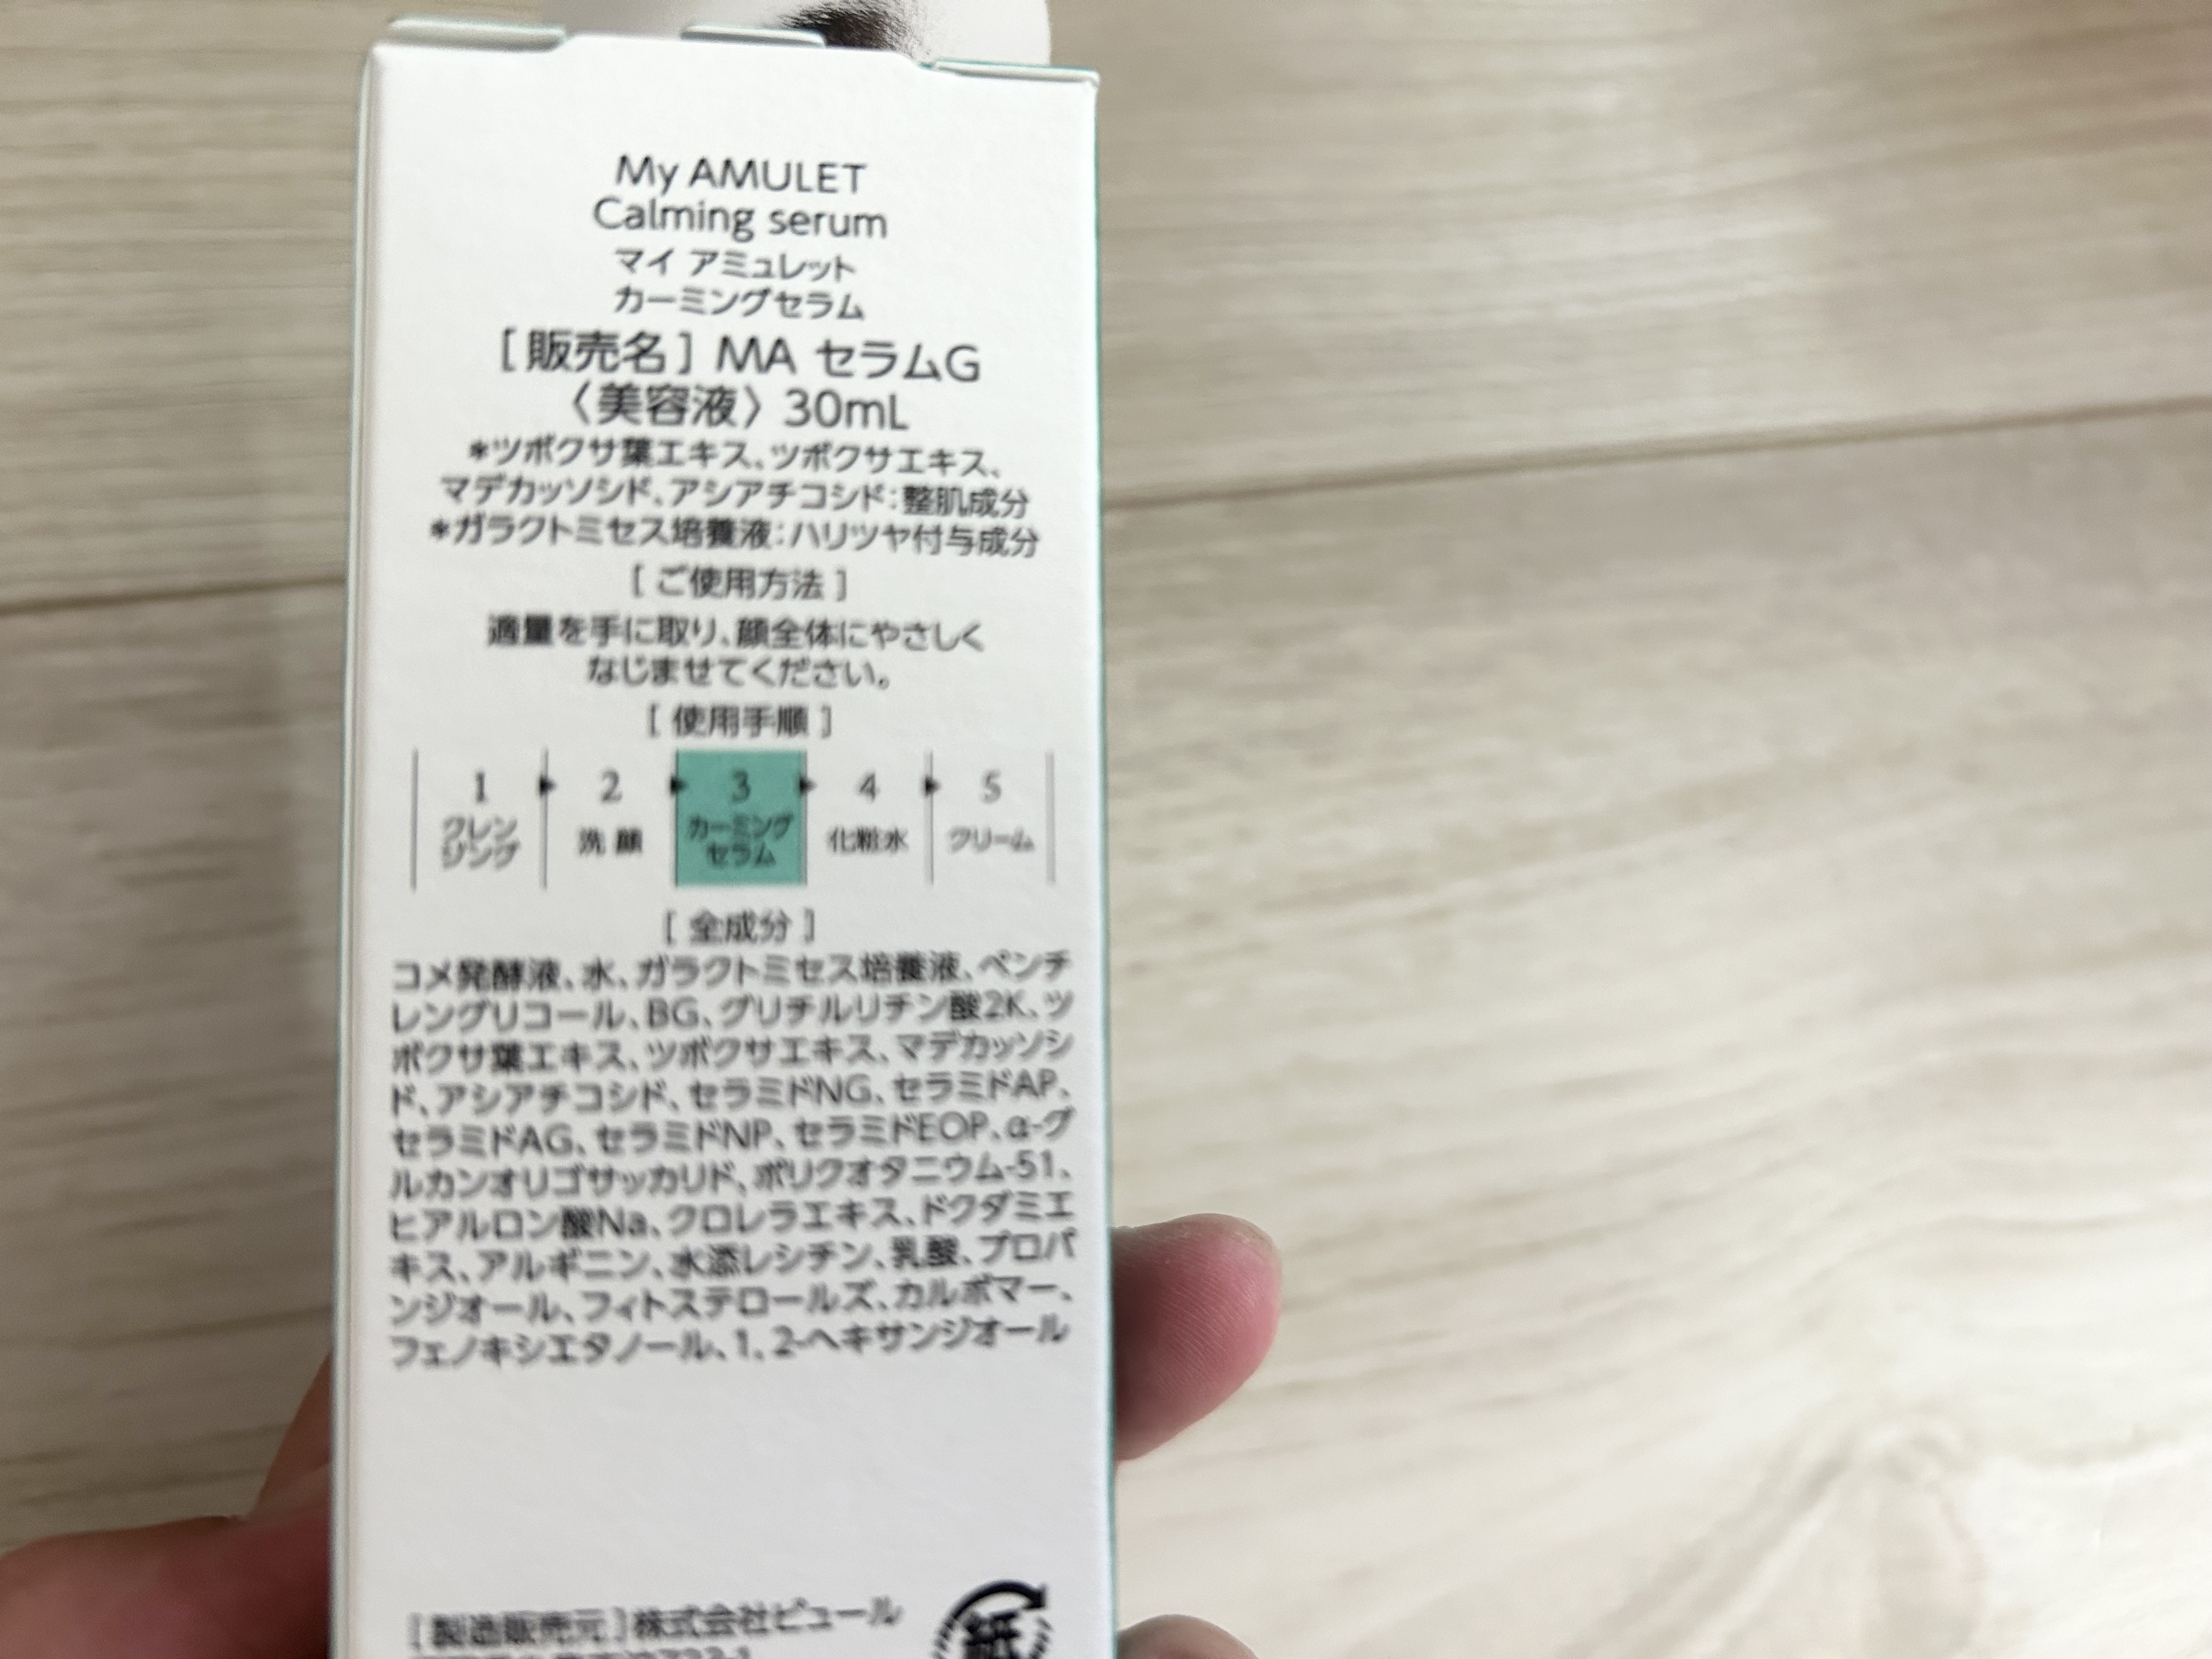 My AMULET
Calming serum
マイ アミュレット
カーミングセラム
[ 販売名 ] MA セラムG
〈美容液〉 30mL
*ツボクサ葉エキス、ツボクサエキス、
マデカッソシド、アシアチコシド：整肌成分
*ガラクトミセス培養液：ハリツヤ付与成分
[ ご使用方法 ]
適量を手に取り、顔全体にやさしく
なじませてください。
[ 使用手順 ]
1 クレンジング
2 洗顔
3 カーミングセラム
4 化粧水
5 クリーム
[ 全成分 ]
コメ発酵液、水、ガラクトミセス培養液、ペンチ
レングリコール、BG、グリチルリチン酸2K、ツ
ボクサ葉エキス、ツボクサエキス、マデカッソシ
ド、アシアチコシド、セラミドNG、セラミドAP、
セラミドAG、セラミドNP、セラミドEOP、α-グ
ルカンオリゴサッカリド、ポリクオタニウム-51、
ヒアルロン酸Na、クロレラエキス、ドクダミエ
キス、アルギニン、水添レシチン、乳酸、プロパ
ンジオール、フィトステロールズ、カルボマー、
フェノキシエタノール、1, 2-ヘキサンジオール
[ 製造販売元 ] 株式会社ピュール
紙